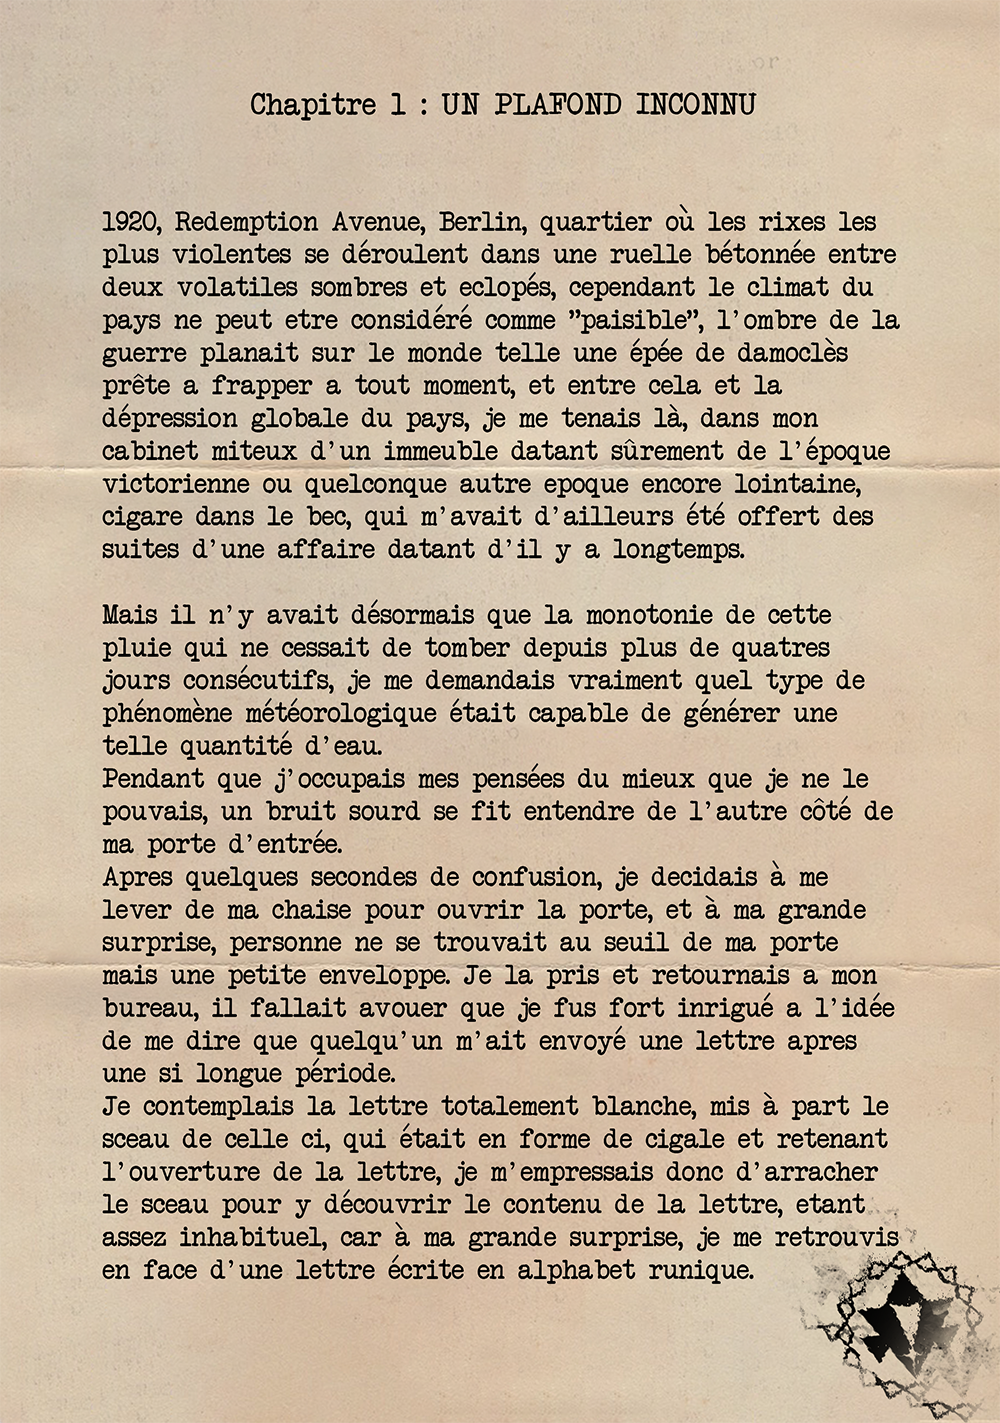 Chapitre 1 : UN PLAFOND INCONNU
1920, Redemption Avenue, Berlin, quartier où les rixes les
plus violentes se déroulent dans une ruelle bétonnée entre
deux volatiles sombres et eclopés, cependant le climat du
pays ne peut etre considéré comme ”paisible”, l’ombre de la
guerre planait sur le monde telle une épée de damoclès
prête a frapper a tout moment, et entre cela et la
dépression globale du pays, je me tenais là, dans mon
cabinet miteux d’un immeuble datant sûrement de l’époque
victorienne ou quelconque autre epoque encore lointaine,
cigare dans le bec, qui m’avait d’ailleurs été offert des
suites d’une affaire datant d’il y a longtemps.
Mais il n’y avait désormais que la monotonie de cette
pluie qui ne cessait de tomber depuis plus de quatres
jours consécutifs, je me demandais vraiment quel type de
phénomène météorologique était capable de générer une
telle quantité d’eau.
Pendant que j’occupais mes pensées du mieux que je ne le
pouvais, un bruit sourd se fit entendre de l’autre côté de
ma porte d’entrée.
Apres quelques secondes de confusion, je decidais à me
lever de ma chaise pour ouvrir la porte, et à ma grande
surprise, personne ne se trouvait au seuil de ma porte
mais une petite enveloppe. Je la pris et retournais a mon
bureau, il fallait avouer que je fus fort inrigué a l’idée
de me dire que quelqu’un m’ait envoyé une lettre apres
une si longue période.
Je contemplais la lettre totalement blanche, mis à part le
sceau de celle ci, qui était en forme de cigale et retenant
l’ouverture de la lettre, je m’empressais donc d’arracher
le sceau pour y découvrir le contenu de la lettre, etant
assez inhabituel, car à ma grande surprise, je me retrouvis
en face d’une lettre écrite en alphabet runique.